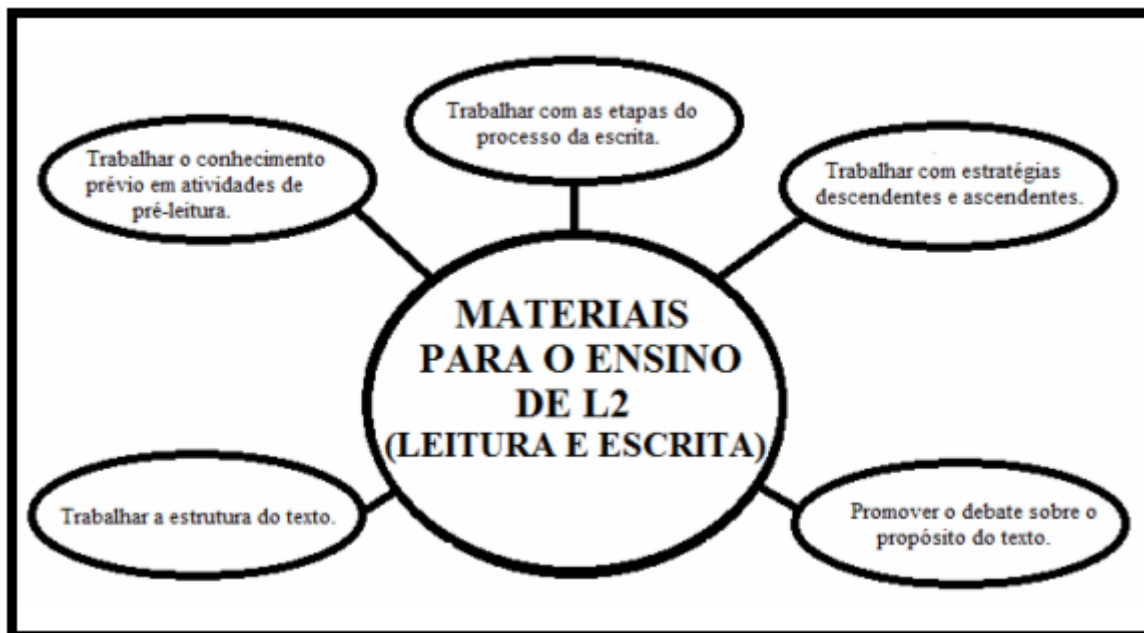 Trabalhar com as etapas do
processo da escrita.
Trabalhar o conhecimento
prévio em atividades de
pré-leitura.
Trabalhar com estratégias
descendentes e ascendentes.
MATERIAIS
PARA O ENSINO
DE L2
(LEITURA E ESCRITA)
Trabalhar a estrutura do texto.
Promover o debate sobre o
propósito do texto.